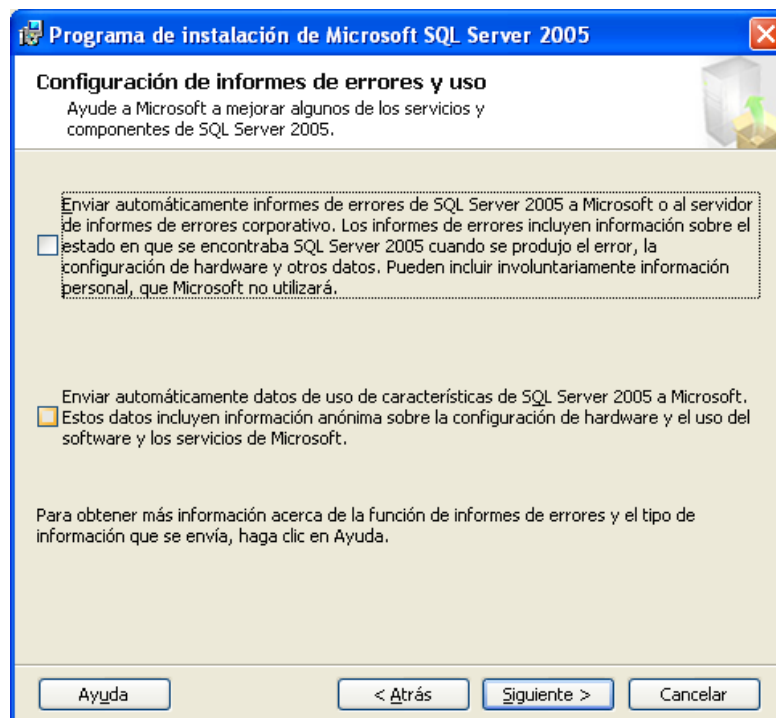 Programa de instalación de Microsoft SQL Server 2005
Configuración de informes de errores y uso
Ayude a Microsoft a mejorar algunos de los servicios y
componentes de SQL Server 2005.
Enviar automáticamente informes de errores de SQL Server 2005 a Microsoft o al servidor
de informes de errores corporativo. Los informes de errores incluyen información sobre el
estado en que se encontraba SQL Server 2005 cuando se produjo el error, la
configuración de hardware y otros datos. Pueden incluir involuntariamente información
personal, que Microsoft no utilizará.
Enviar automáticamente datos de uso de características de SQL Server 2005 a Microsoft.
Estos datos incluyen información anónima sobre la configuración de hardware y el uso del
software y los servicios de Microsoft.
Para obtener más información acerca de la función de informes de errores y el tipo de
información que se envía, haga clic en Ayuda.
Ayuda
< Atrás
Siguiente >
Cancelar